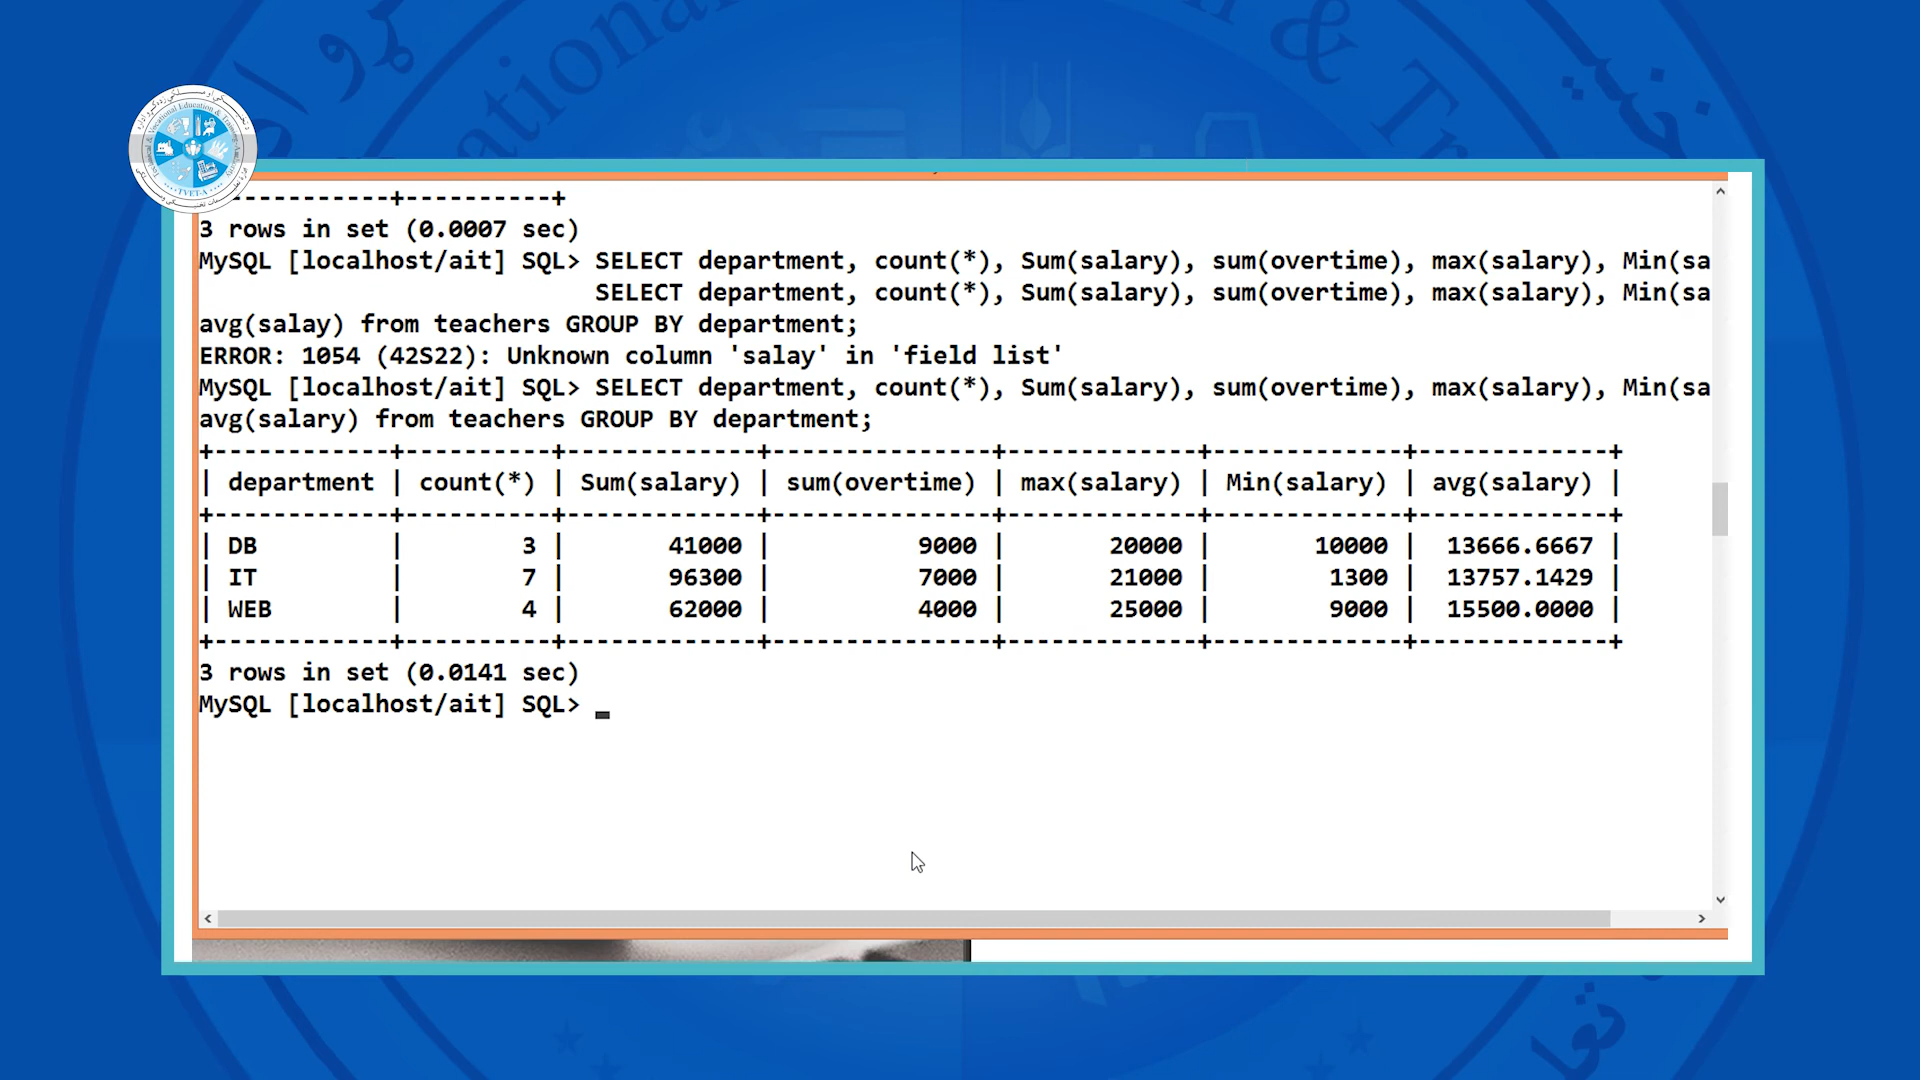 -----------+----------+
3 rows in set (0.0007 sec)
MySQL [localhost/ait] SQL> SELECT department, count(*), Sum(salary), sum(overtime), max(salary), Min(sa
SELECT department, count(*), Sum(salary), sum(overtime), max(salary), Min(sa
avg(salay) from teachers GROUP BY department;
ERROR: 1054 (42S22): Unknown column 'salay' in 'field list'
MySQL [localhost/ait] SQL> SELECT department, count(*), Sum(salary), sum(overtime), max(salary), Min(sa
avg(salary) from teachers GROUP BY department;
+------------+----------+-------------+---------------+-------------+-------------+-------------+
| department | count(*) | Sum(salary) | sum(overtime) | max(salary) | Min(salary) | avg(salary) |
+------------+----------+-------------+---------------+-------------+-------------+-------------+
| DB | 3 | 41000 | 9000 | 20000 | 10000 | 13666.6667 |
| IT | 7 | 96300 | 7000 | 21000 | 1300 | 13757.1429 |
| WEB | 4 | 62000 | 4000 | 25000 | 9000 | 15500.0000 |
+------------+----------+-------------+---------------+-------------+-------------+-------------+
3 rows in set (0.0141 sec)
MySQL [localhost/ait] SQL> _
TVET-A